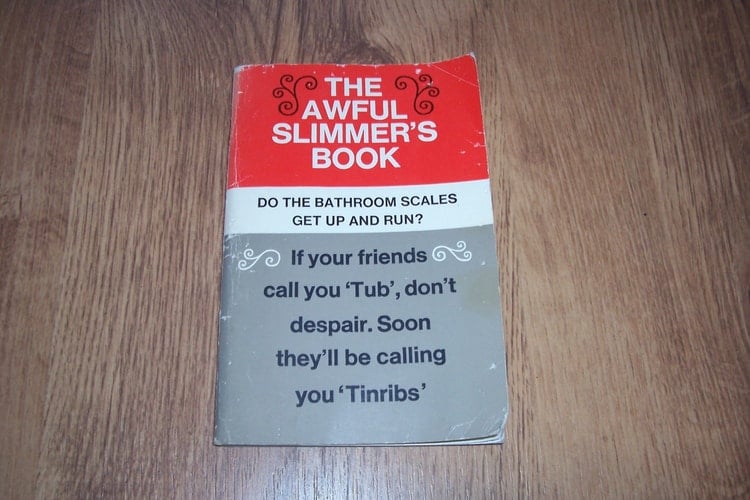 THE
AWFUL
SLIMMER'S
BOOK
DO THE BATHROOM SCALES
GET UP AND RUN?
If your friends
call you ‘Tub’, don’t
despair. Soon
they’ll be calling
you ‘Tinribs’